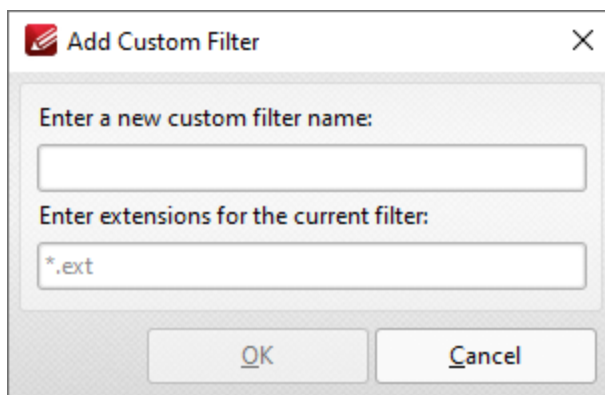 Add Custom Filter
Enter a new custom filter name:
Enter extensions for the current filter:
*.ext
OK Cancel